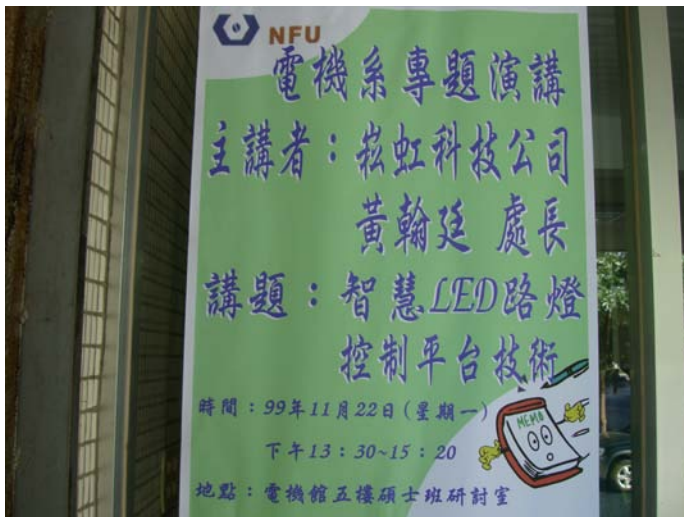 NFU
電機系專題演講
主講者：崧虹科技公司
黃翰廷 處長
講題：智慧LED路燈
控制平台技術
時間：99年11月22日(星期一)
下午13：30~15：20
地點：電機館五樓碩士班研討室
MEMO